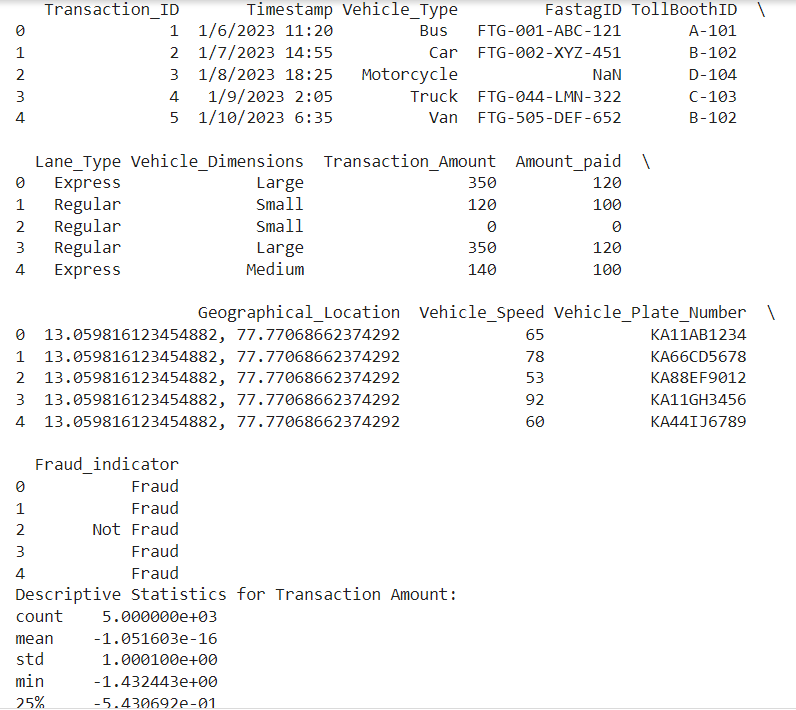 Transaction_ID Timestamp Vehicle_Type FastagID TollBoothID \
0 1 1/6/2023 11:20 Bus FTG-001-ABC-121 A-101
1 2 1/7/2023 14:55 Car FTG-002-XYZ-451 B-102
2 3 1/8/2023 18:25 Motorcycle NaN D-104
3 4 1/9/2023 2:05 Truck FTG-044-LMN-322 C-103
4 5 1/10/2023 6:35 Van FTG-505-DEF-652 B-102
Lane_Type Vehicle_Dimensions Transaction_Amount Amount_paid \
0 Express Large 350 120
1 Regular Small 120 100
2 Regular Small 0 0
3 Regular Large 350 120
4 Express Medium 140 100
Geographical_Location Vehicle_Speed Vehicle_Plate_Number \
0 13.059816123454882, 77.77068662374292 65 KA11AB1234
1 13.059816123454882, 77.77068662374292 78 KA66CD5678
2 13.059816123454882, 77.77068662374292 53 KA88EF9012
3 13.059816123454882, 77.77068662374292 92 KA11GH3456
4 13.059816123454882, 77.77068662374292 60 KA44IJ6789
Fraud_indicator
0 Fraud
1 Fraud
2 Not Fraud
3 Fraud
4 Fraud
Descriptive Statistics for Transaction Amount:
count 5.000000e+03
mean -1.051603e-16
std 1.000100e+00
min -1.432443e+00
25% -5.430692e-01